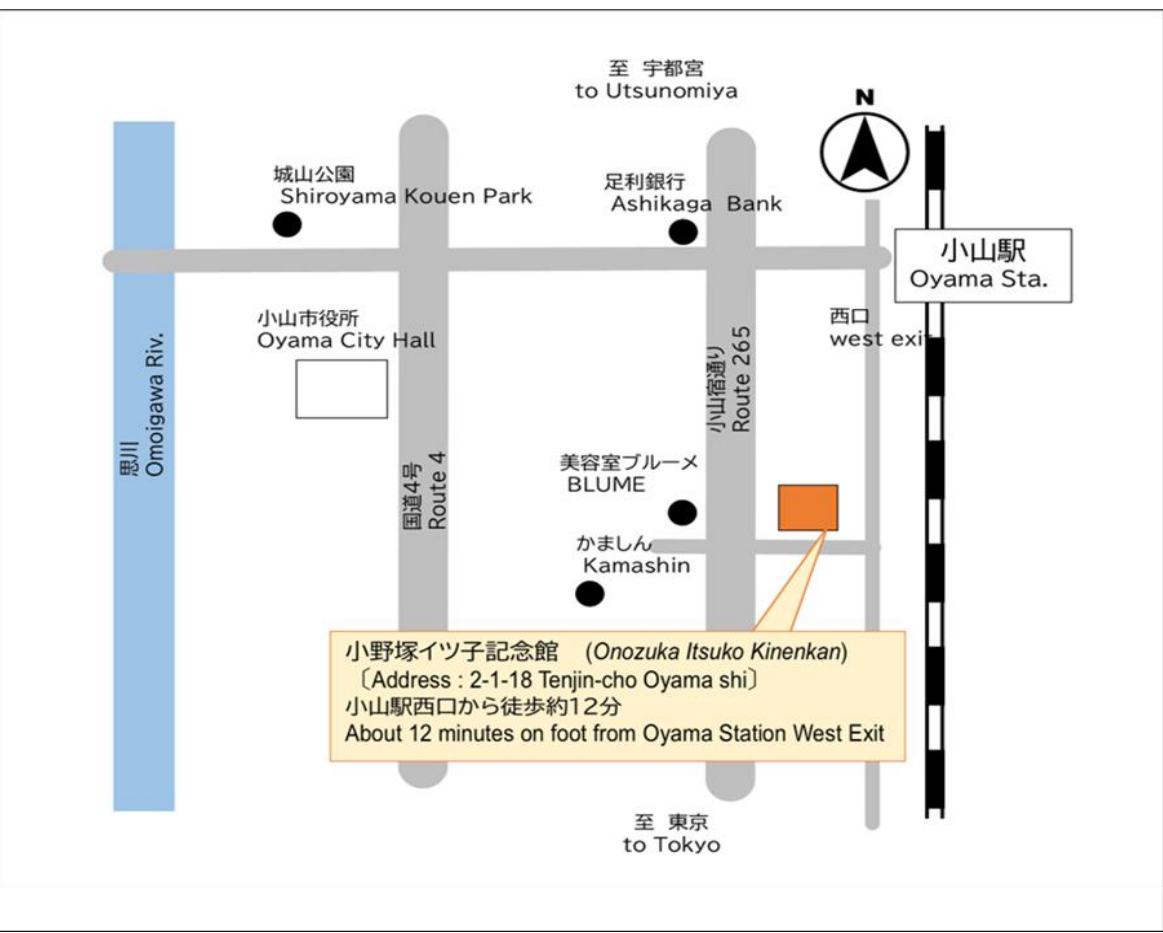 至 宇都宮
to Utsunomiya
N
城山公園
Shiroyama Kouen Park
足利銀行
Ashikaga Bank
小山駅
Oyama Sta.
小山市役所
Oyama City Hall
西口
west exit
思川
Omoigawa Riv.
国道4号
Route 4
小山宿通り
Route 265
美容室ブルーメ
BLUME
かましん
Kamashin
小野塚イツ子記念館 (Onozuka Itsuko Kinenkan)
〔Address : 2-1-18 Tenjin-cho Oyama shi〕
小山駅西口から徒歩約12分
About 12 minutes on foot from Oyama Station West Exit
至 東京
to Tokyo